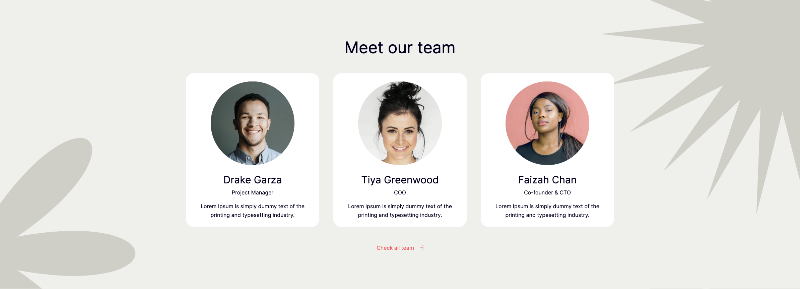 Meet our team
Drake Garza
Project Manager
Lorem Ipsum is simply dummy text of the
printing and typesetting industry.
Tiya Greenwood
COO
Lorem Ipsum is simply dummy text of the
printing and typesetting industry.
Faizah Chan
Co-founder & CTO
Lorem Ipsum is simply dummy text of the
printing and typesetting industry.
Check all team